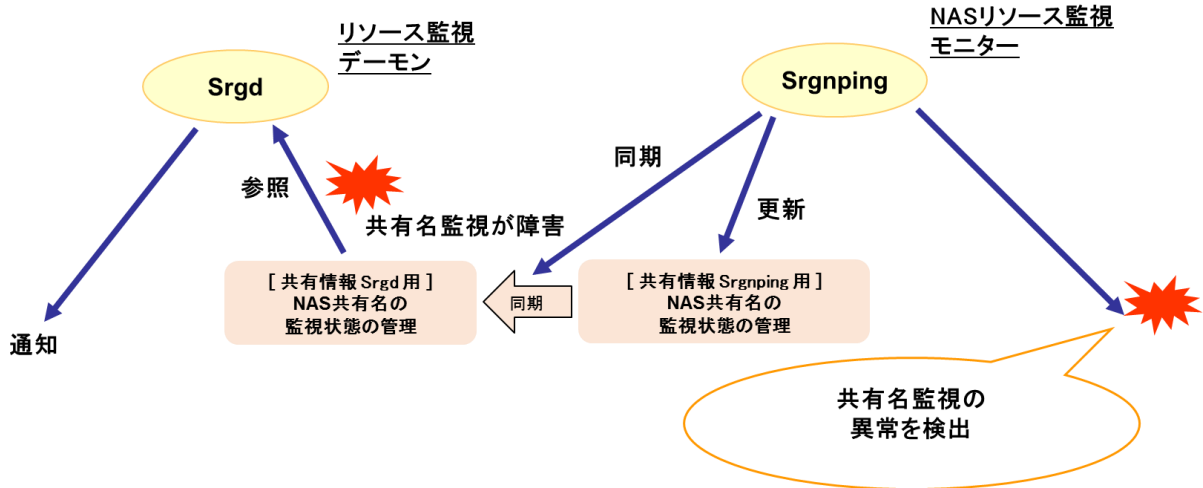 リソース監視
デーモン
Srgd
NASリソース監視
モニター
Srgnping
同期
参照
更新
共有名監視が障害
[ 共有情報 Srgd 用 ]
NAS共有名の
監視状態の管理
同期
[ 共有情報 Srgnping 用 ]
NAS共有名の
監視状態の管理
通知
共有名監視の
異常を検出